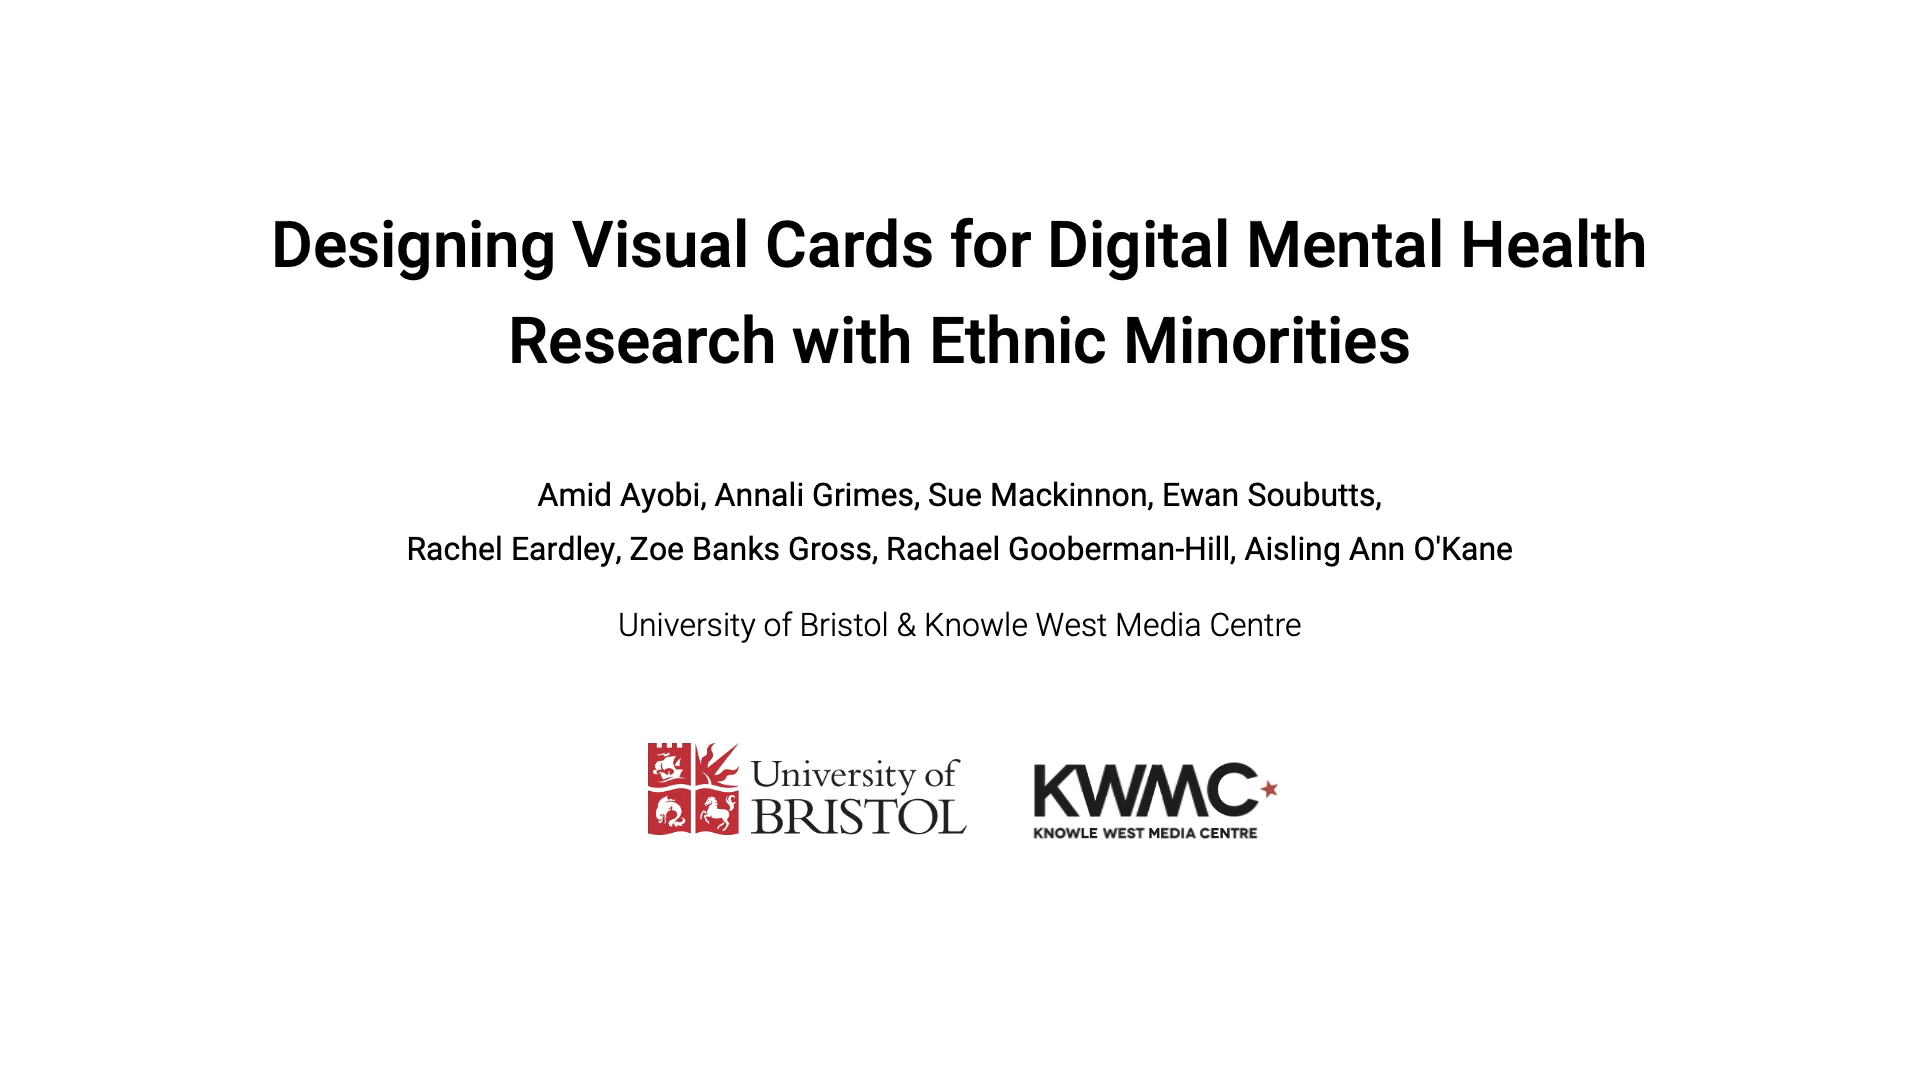 Designing Visual Cards for Digital Mental Health
Research with Ethnic Minorities
Amid Ayobi, Annali Grimes, Sue Mackinnon, Ewan Soubutts,
Rachel Eardley, Zoe Banks Gross, Rachael Gooberman-Hill, Aisling Ann O'Kane
University of Bristol & Knowle West Media Centre
University of
BRISTOL
KWMC
KNOWLE WEST MEDIA CENTRE